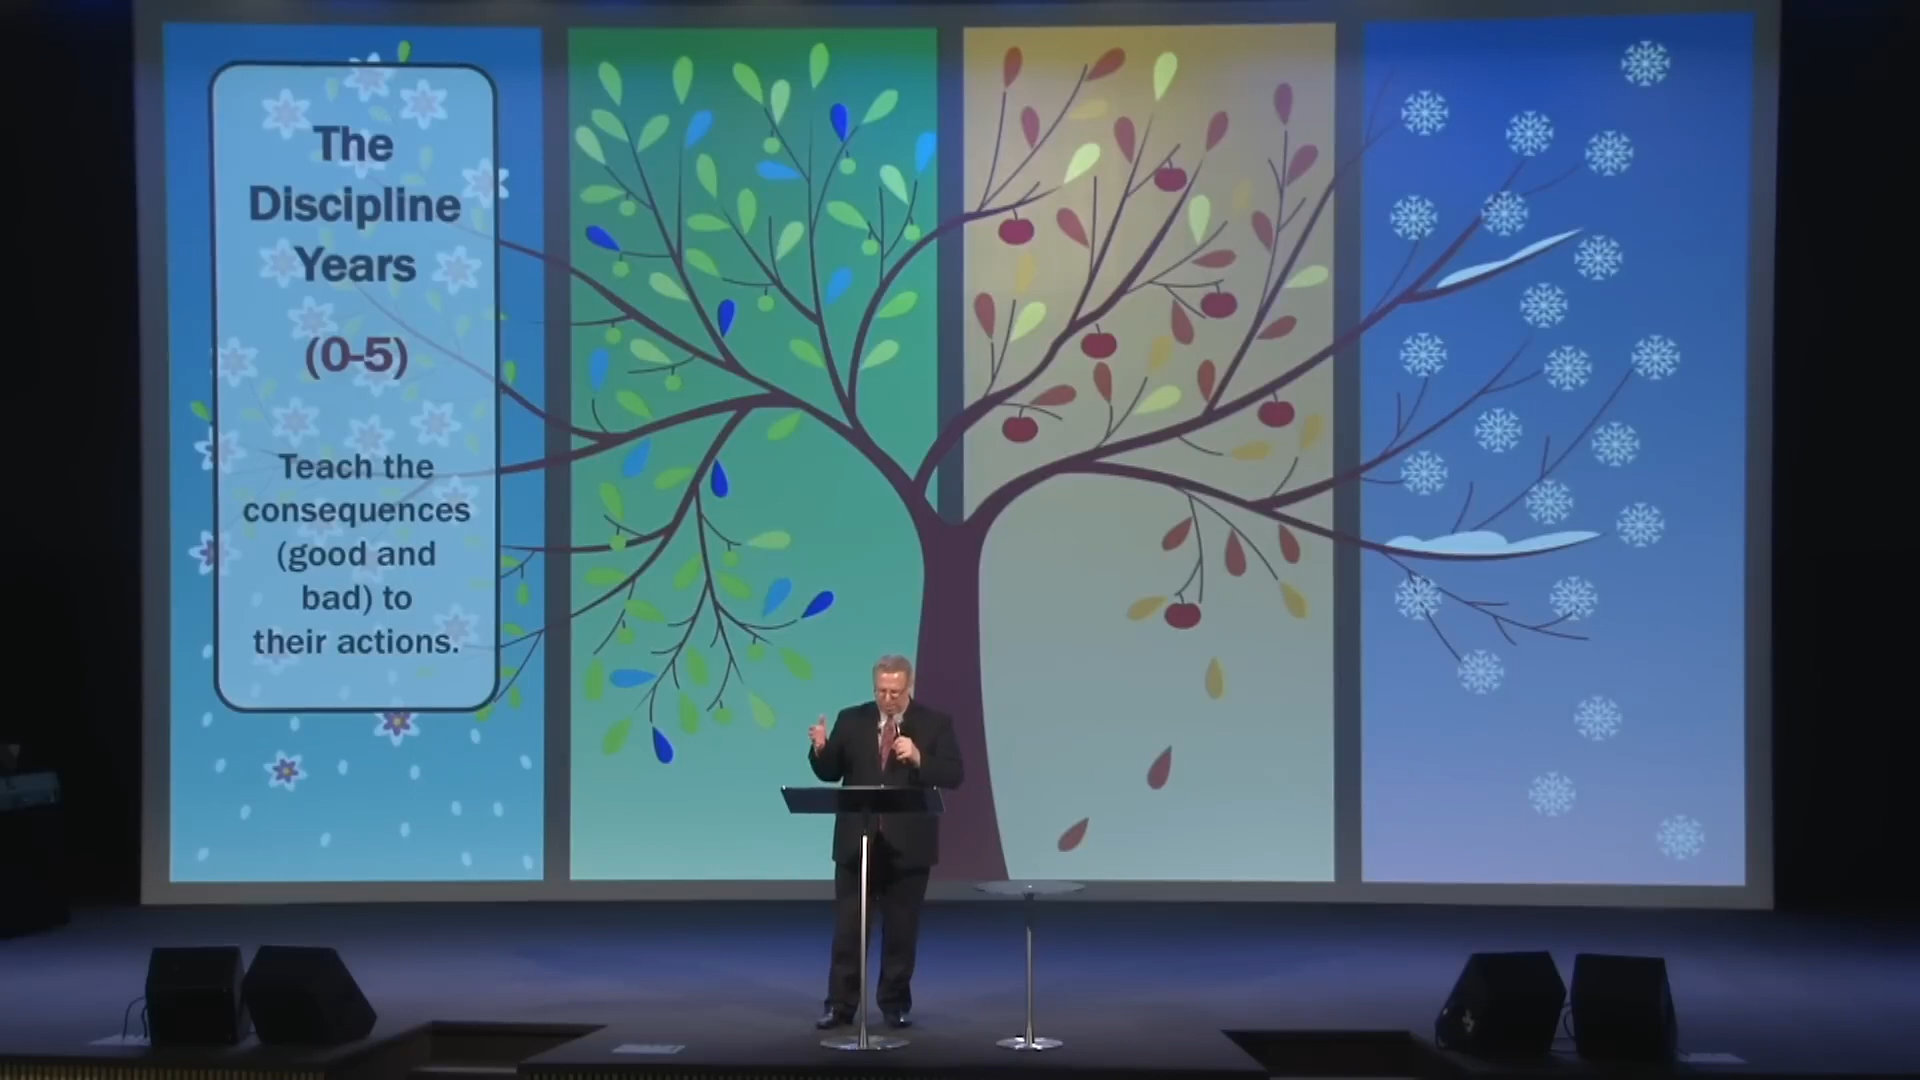 The
Discipline
Years
(0-5)
Teach the
consequences
(good and
bad) to
their actions.